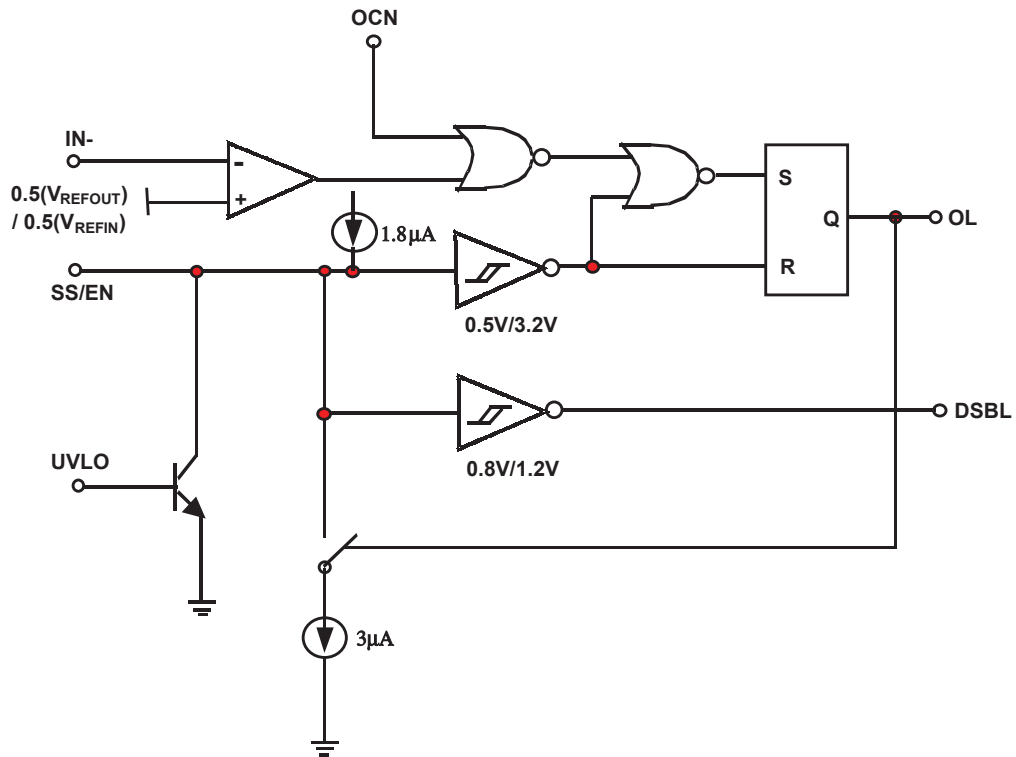 OCN
IN-
-
0.5(VREFOUT)
/ 0.5(VREFIN)
+
S
Q
OL
1.8μA
R
SS/EN
0.5V/3.2V
DSBL
0.8V/1.2V
UVLO
3μA